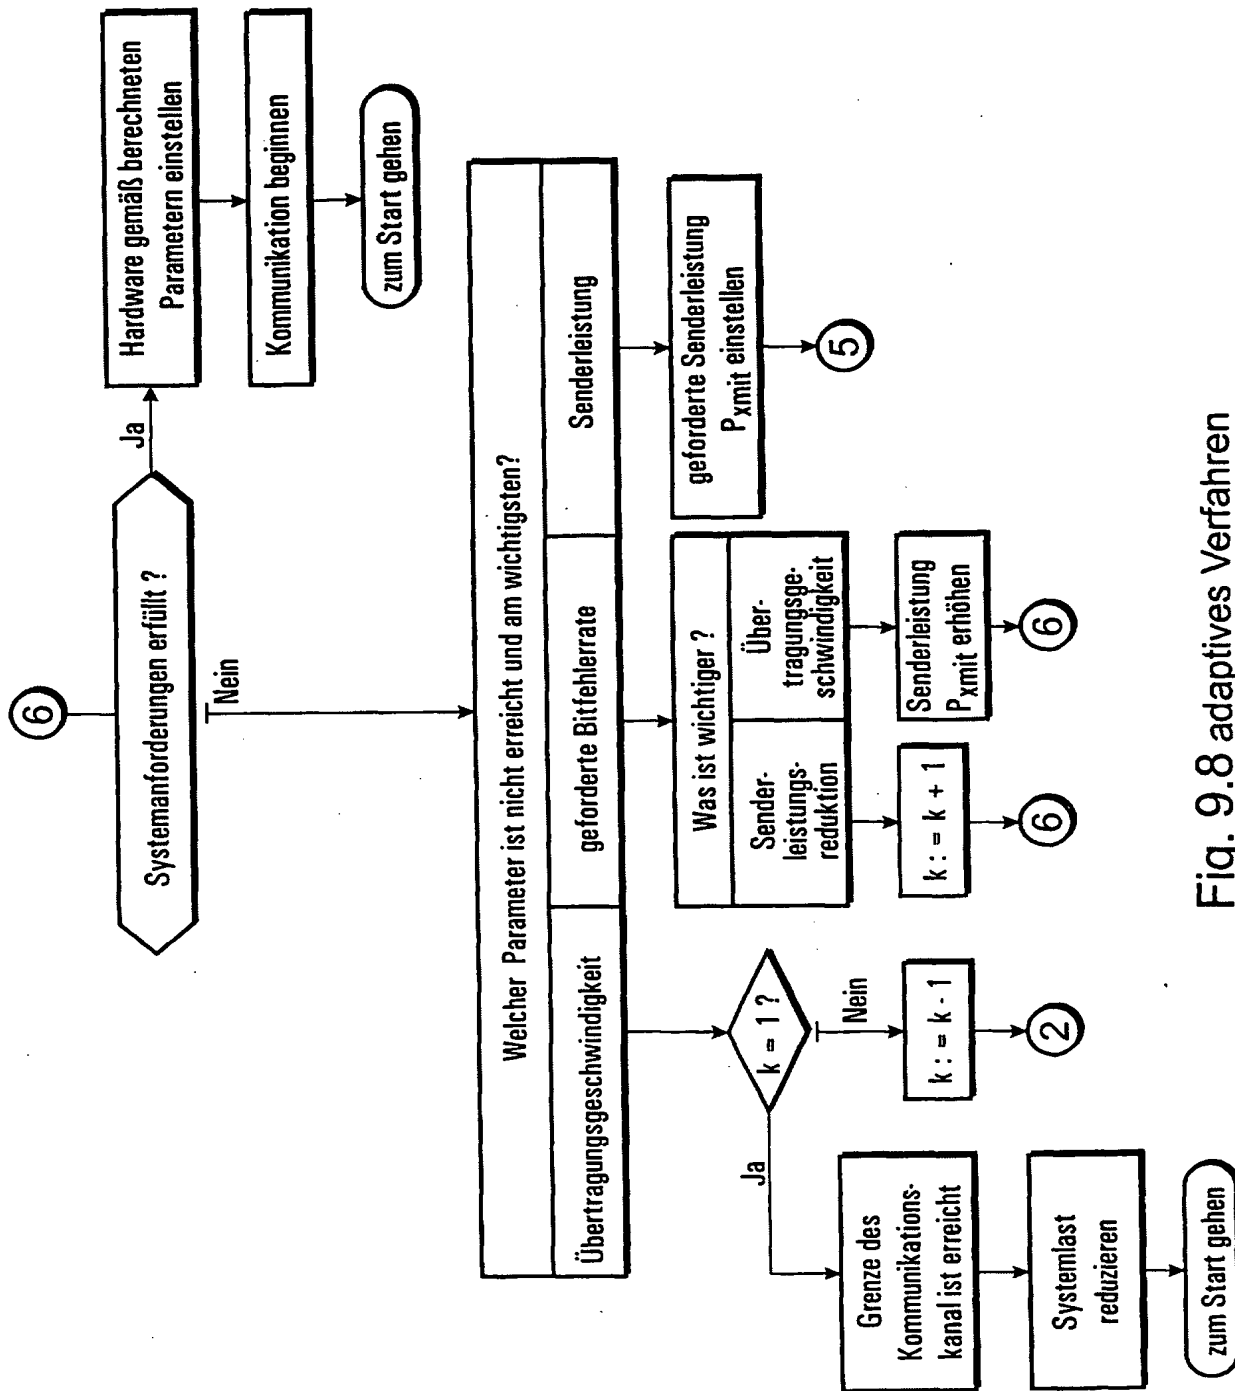 6
Systemanforderungen erfüllt ?
Ja
Hardware gemäß berechneten
Parametern einstellen
Kommunikation beginnen
zum Start gehen
Nein
Welcher Parameter ist nicht erreicht und am wichtigsten?
Übertragungsgeschwindigkeit
geforderte Bitfehlerrate
Senderleistung
k = 1 ?
Ja
Grenze des
Kommunikations-
kanal ist erreicht
Systemlast
reduzieren
zum Start gehen
Nein
k : = k - 1
2
Was ist wichtiger ?
Sender-
leistungs-
reduktion
k : = k + 1
6
Über-
tragungsge-
schwindigkeit
Senderleistung
Pxmit erhöhen
6
geforderte Senderleistung
Pxmit einstellen
5
Fig. 9.8 adaptives Verfahren